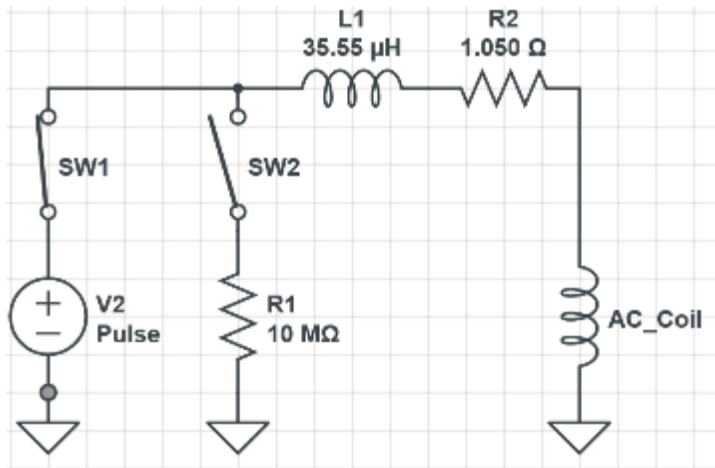 L1
35.55 µH
R2
1.050 Ω
SW1
SW2
V2
Pulse
R1
10 MΩ
AC_Coil